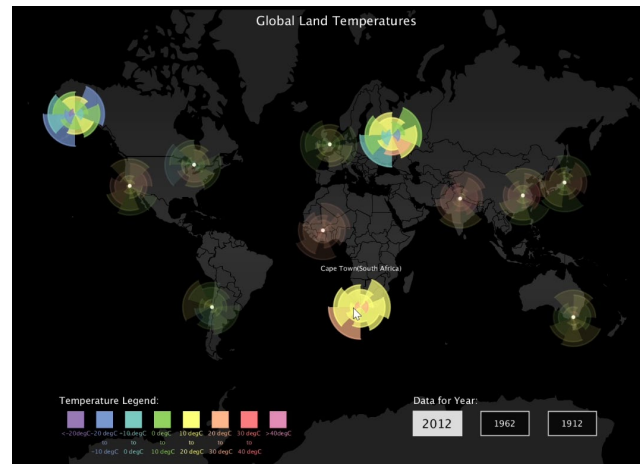 Global Land Temperatures
Cape Town(South Africa)
Temperature Legend:
Data for Year:
<-20degC -20 degC -10 degC 0 degC 10 degC 20 degC 30 degC >40degC
to to to to to to
-10 degC 0 degC 10 degC 20 degC 30 degC 40 degC
2012 1962 1912